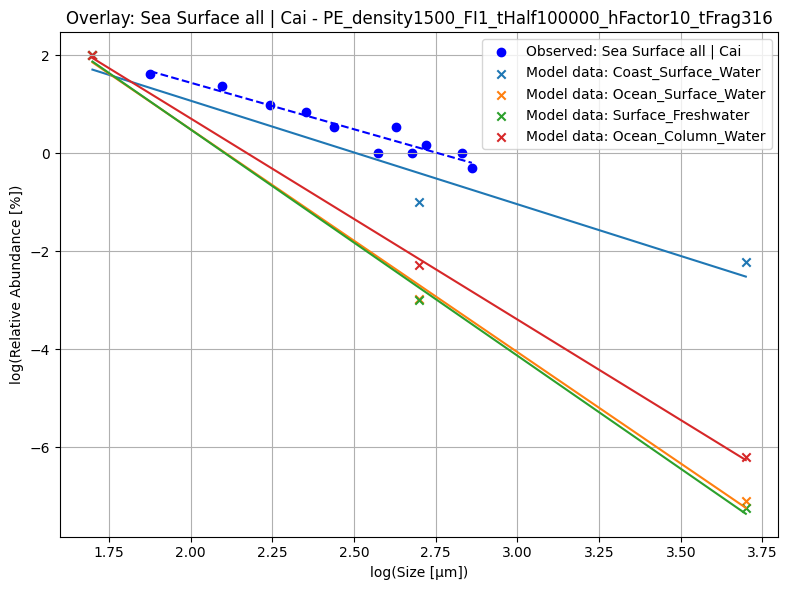 Overlay: Sea Surface all | Cai - PE_density1500_FI1_tHalf100000_hFactor10_tFrag316
Observed: Sea Surface all | Cai
Model data: Coast_Surface_Water
Model data: Ocean_Surface_Water
Model data: Surface_Freshwater
Model data: Ocean_Column_Water
log(Relative Abundance [%])
2
0
−2
−4
−6
1.75 2.00 2.25 2.50 2.75 3.00 3.25 3.50 3.75
log(Size [µm])